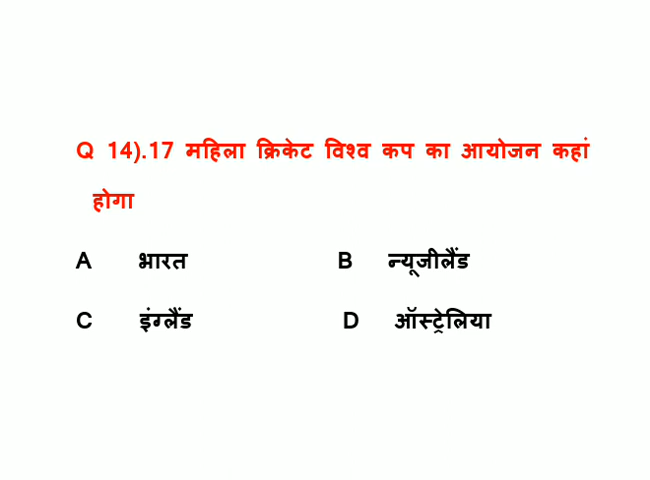 Q 14).17 महिला क्रिकेट विश्व कप का आयोजन कहां
होगा
A भारत B न्यूजीलैंड
C इंग्लैंड D ऑस्ट्रेलिया